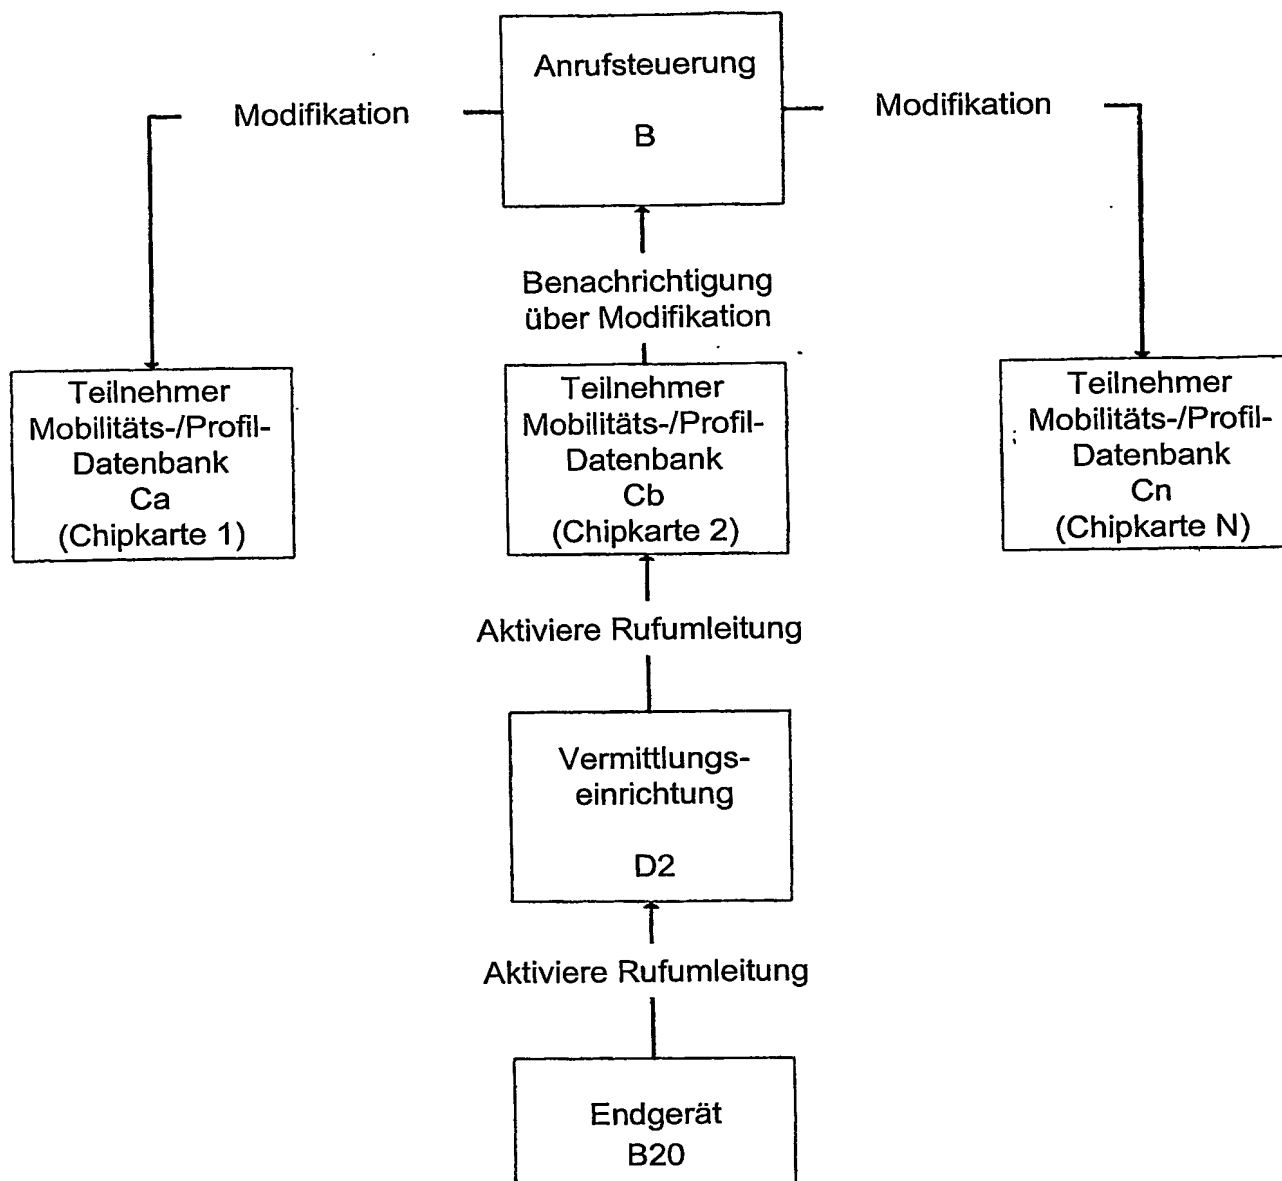 Anrufsteuerung
B
Modifikation
Modifikation
Benachrichtigung
über Modifikation
Teilnehmer
Mobilitäts-/Profil-
Datenbank
Ca
(Chipkarte 1)
Teilnehmer
Mobilitäts-/Profil-
Datenbank
Cb
(Chipkarte 2)
Teilnehmer
Mobilitäts-/Profil-
Datenbank
Cn
(Chipkarte N)
Aktiviere Rufumleitung
Vermittlungs-
einrichtung
D2
Aktiviere Rufumleitung
Endgerät
B20